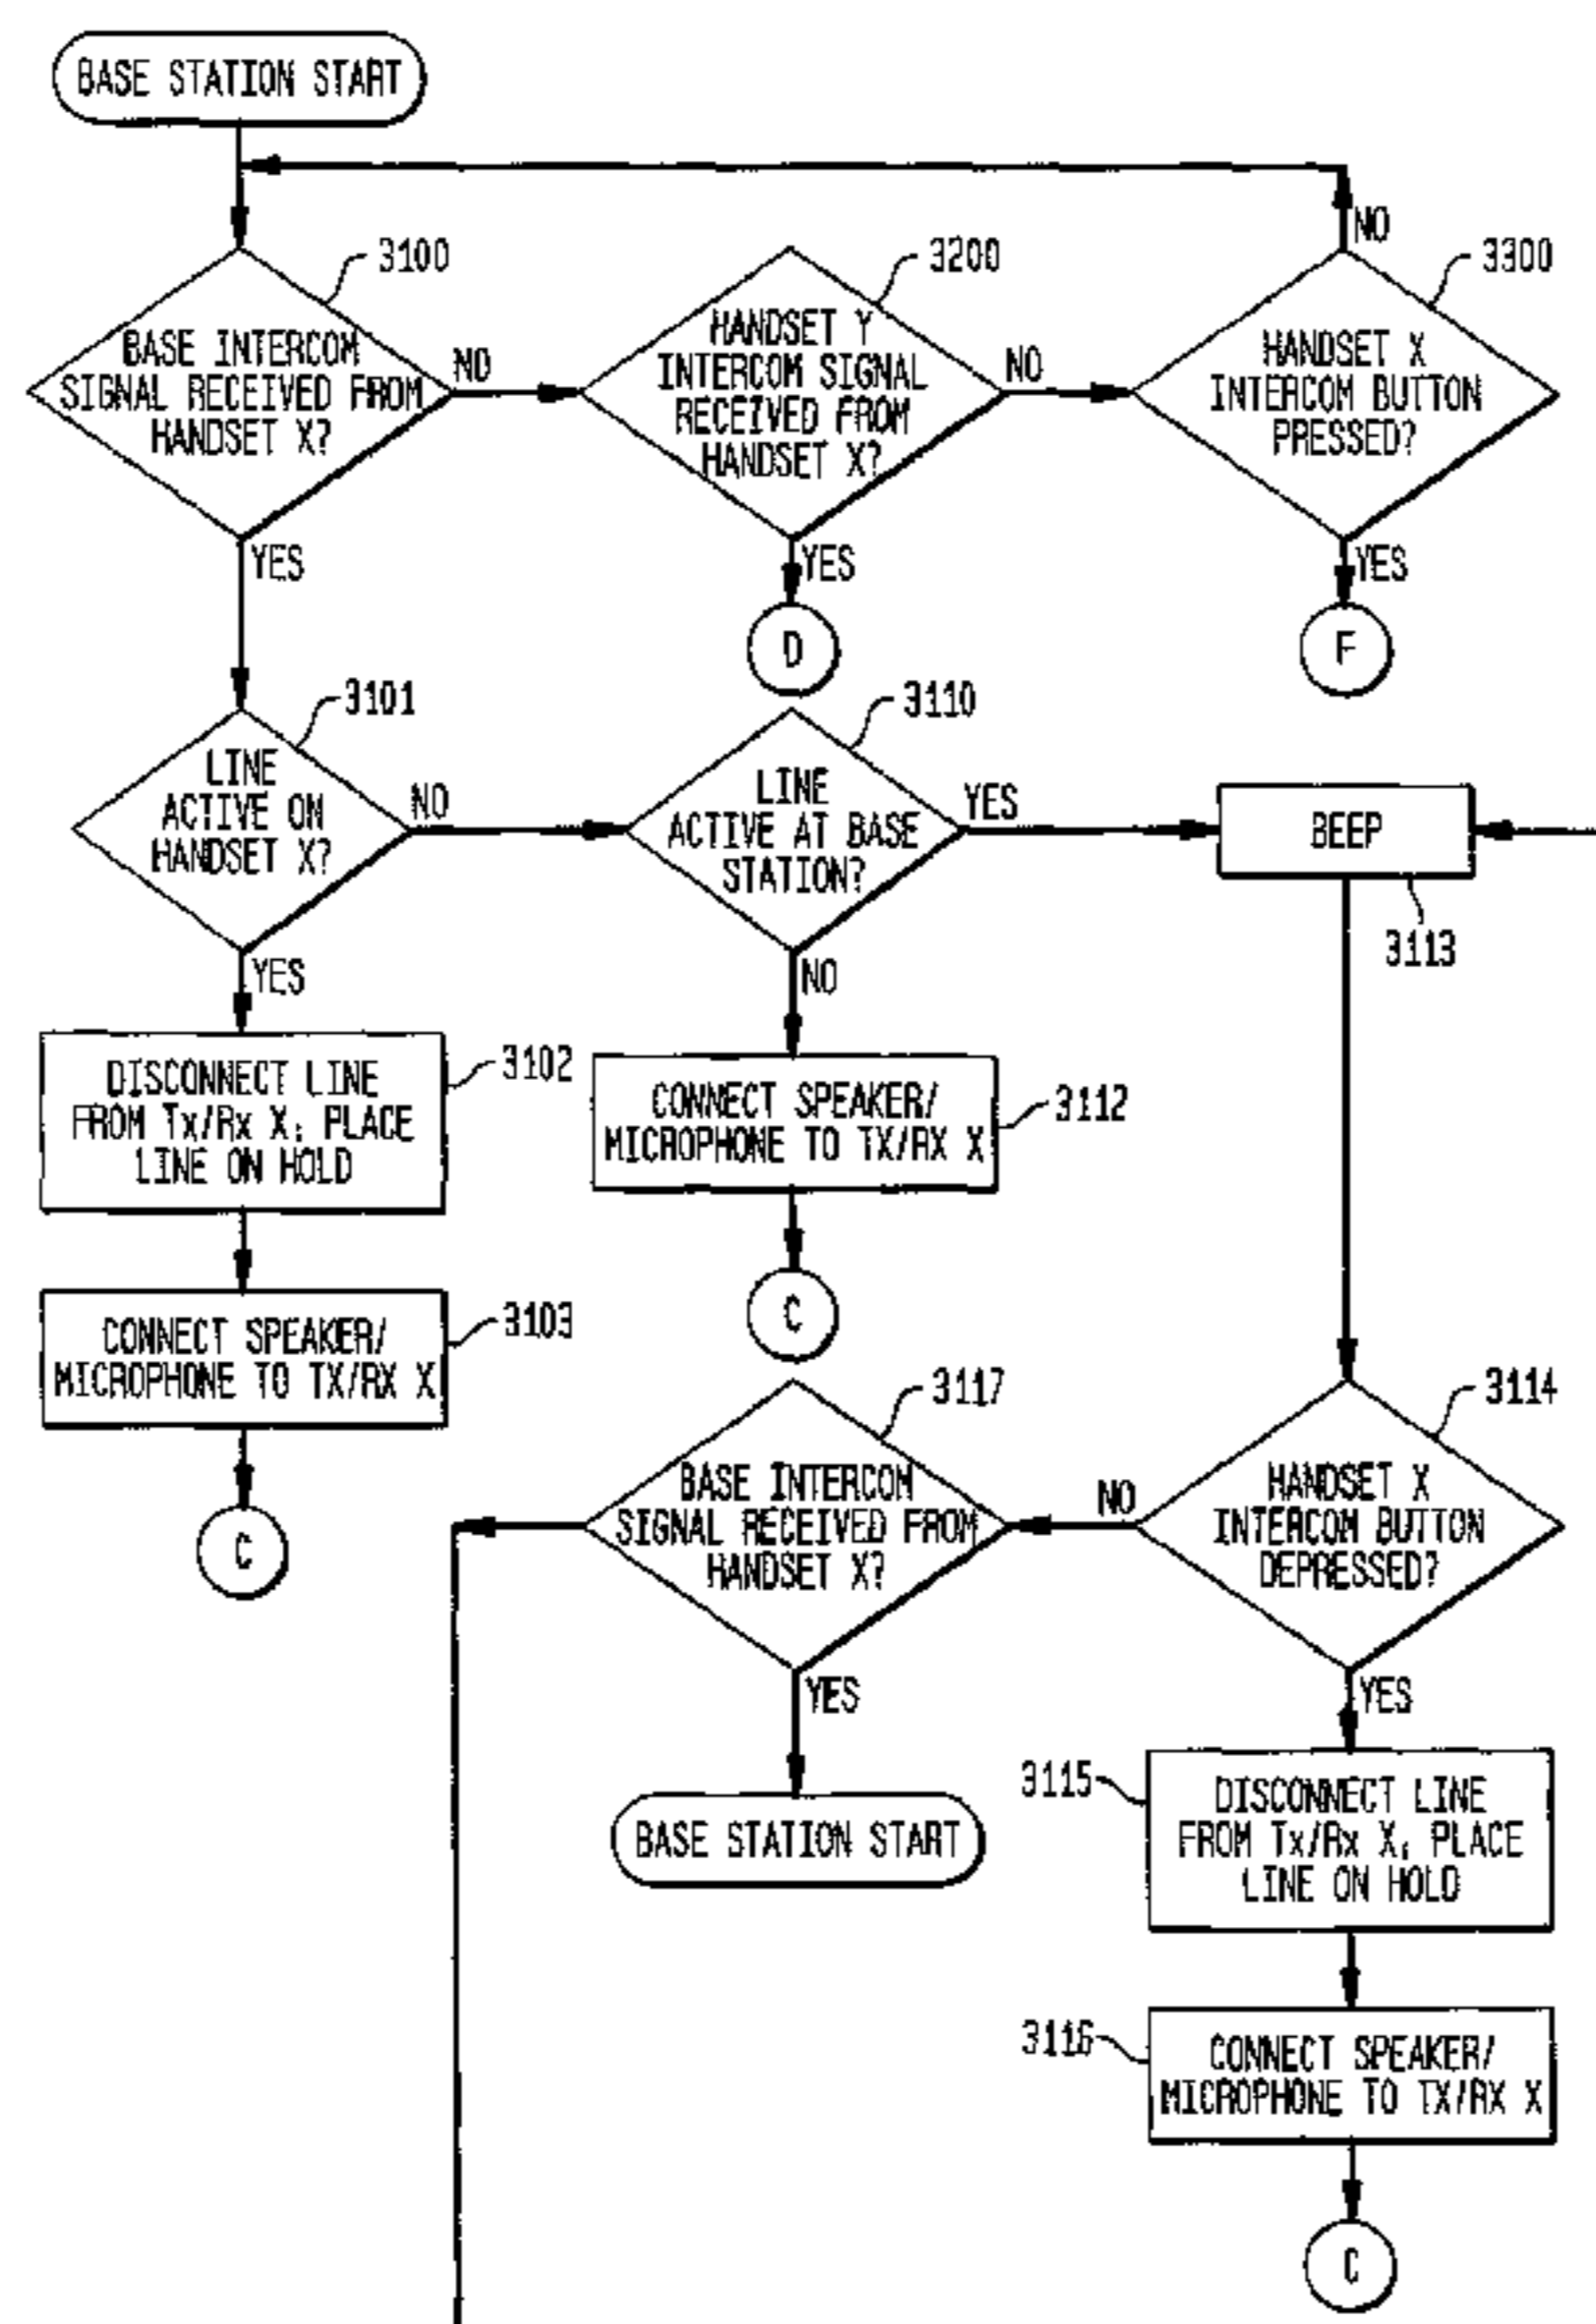 BASE STATION START
NO
3100
3200
3300
BASE INTERCOM
SIGNAL RECEIVED FROM
HANDSET X?
NO
HANDSET Y
INTERCOM SIGNAL
RECEIVED FROM
HANDSET X?
NO
HANDSET X
INTERCOM BUTTON
PRESSED?
YES
YES
YES
D
F
3101
3110
LINE
ACTIVE ON
HANDSET X?
NO
LINE
ACTIVE AT BASE
STATION?
YES
BEEP
3113
YES
NO
DISCONNECT LINE
FROM Tx/Rx X; PLACE
LINE ON HOLD
3102
CONNECT SPEAKER/
MICROPHONE TO TX/RX X
3112
CONNECT SPEAKER/
MICROPHONE TO TX/RX X
3103
C
C
3117
3114
BASE INTERCOM
SIGNAL RECEIVED FROM
HANDSET X?
NO
HANDSET X
INTERCOM BUTTON
DEPRESSED?
YES
YES
BASE STATION START
3115
DISCONNECT LINE
FROM Tx/Rx X; PLACE
LINE ON HOLD
3116
CONNECT SPEAKER/
MICROPHONE TO TX/RX X
C